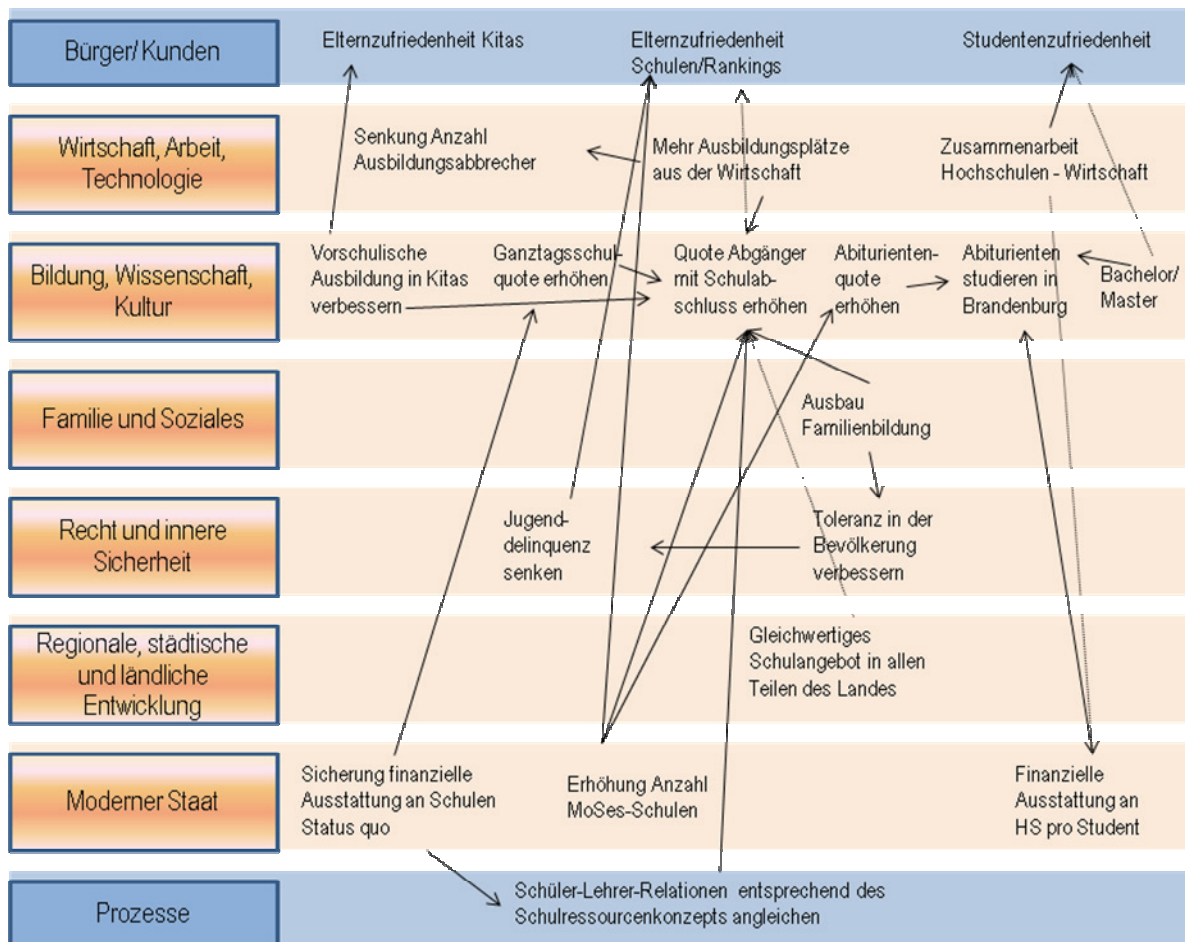 Bürger/ Kunden
Elternzufriedenheit Kitas
Elternzufriedenheit
Schulen/Rankings
Studentenzufriedenheit
Wirtschaft, Arbeit,
Technologie
Senkung Anzahl
Ausbildungsabbrecher
Mehr Ausbildungsplätze
aus der Wirtschaft
Zusammenarbeit
Hochschulen - Wirtschaft
Bildung, Wissenschaft,
Kultur
Vorschulische
Ausbildung in Kitas
verbessern
Ganztagsschul-
quote erhöhen
Quote Abgänger
mit Schulab-
schluss erhöhen
Abiturienten-
quote
erhöhen
Abiturienten
studieren in
Brandenburg
Bachelor/
Master
Familie und Soziales
Ausbau
Familienbildung
Recht und innere
Sicherheit
Jugend-
delinquenz
senken
Toleranz in der
Bevölkerung
verbessern
Regionale, städtische
und ländliche
Entwicklung
Gleichwertiges
Schulangebot in allen
Teilen des Landes
Moderner Staat
Sicherung finanzielle
Ausstattung an Schulen
Status quo
Erhöhung Anzahl
MoSes-Schulen
Finanzielle
Ausstattung an
HS pro Student
Prozesse
Schüler-Lehrer-Relationen entsprechend des
Schulressourcenkonzepts angleichen